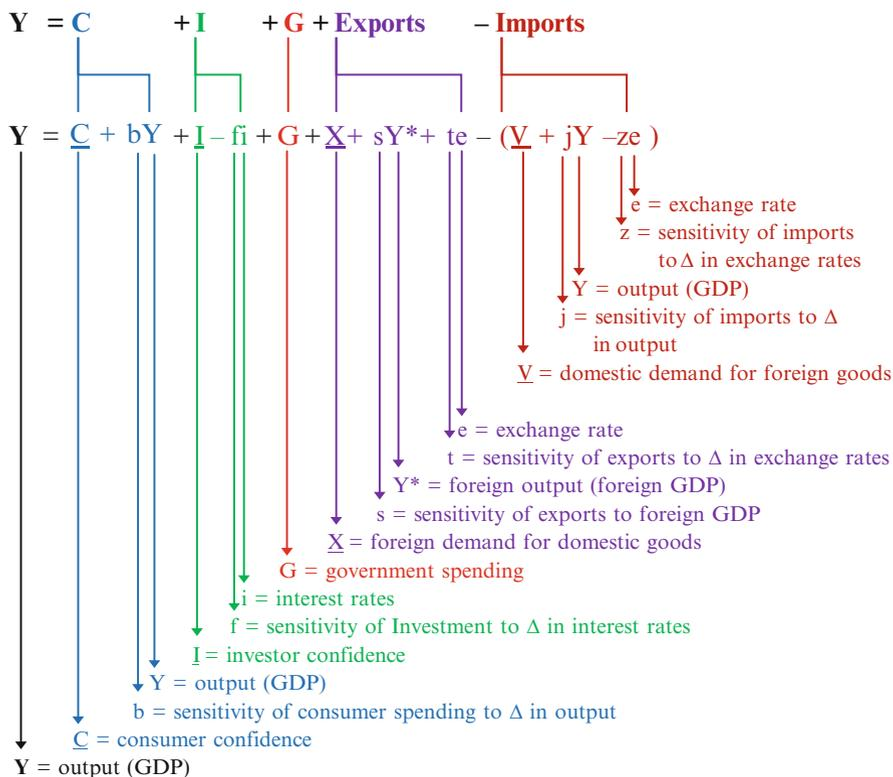 Y = C + I + G + Exports – Imports
Y = C + bY + I – fi + G + X + sY* + te – (V + jY –ze )
e = exchange rate
z = sensitivity of imports
to Δ in exchange rates
Y = output (GDP)
j = sensitivity of imports to Δ
in output
V = domestic demand for foreign goods
e = exchange rate
t = sensitivity of exports to Δ in exchange rates
Y* = foreign output (foreign GDP)
s = sensitivity of exports to foreign GDP
X = foreign demand for domestic goods
G = government spending
i = interest rates
f = sensitivity of Investment to Δ in interest rates
I = investor confidence
Y = output (GDP)
b = sensitivity of consumer spending to Δ in output
C = consumer confidence
Y = output (GDP)